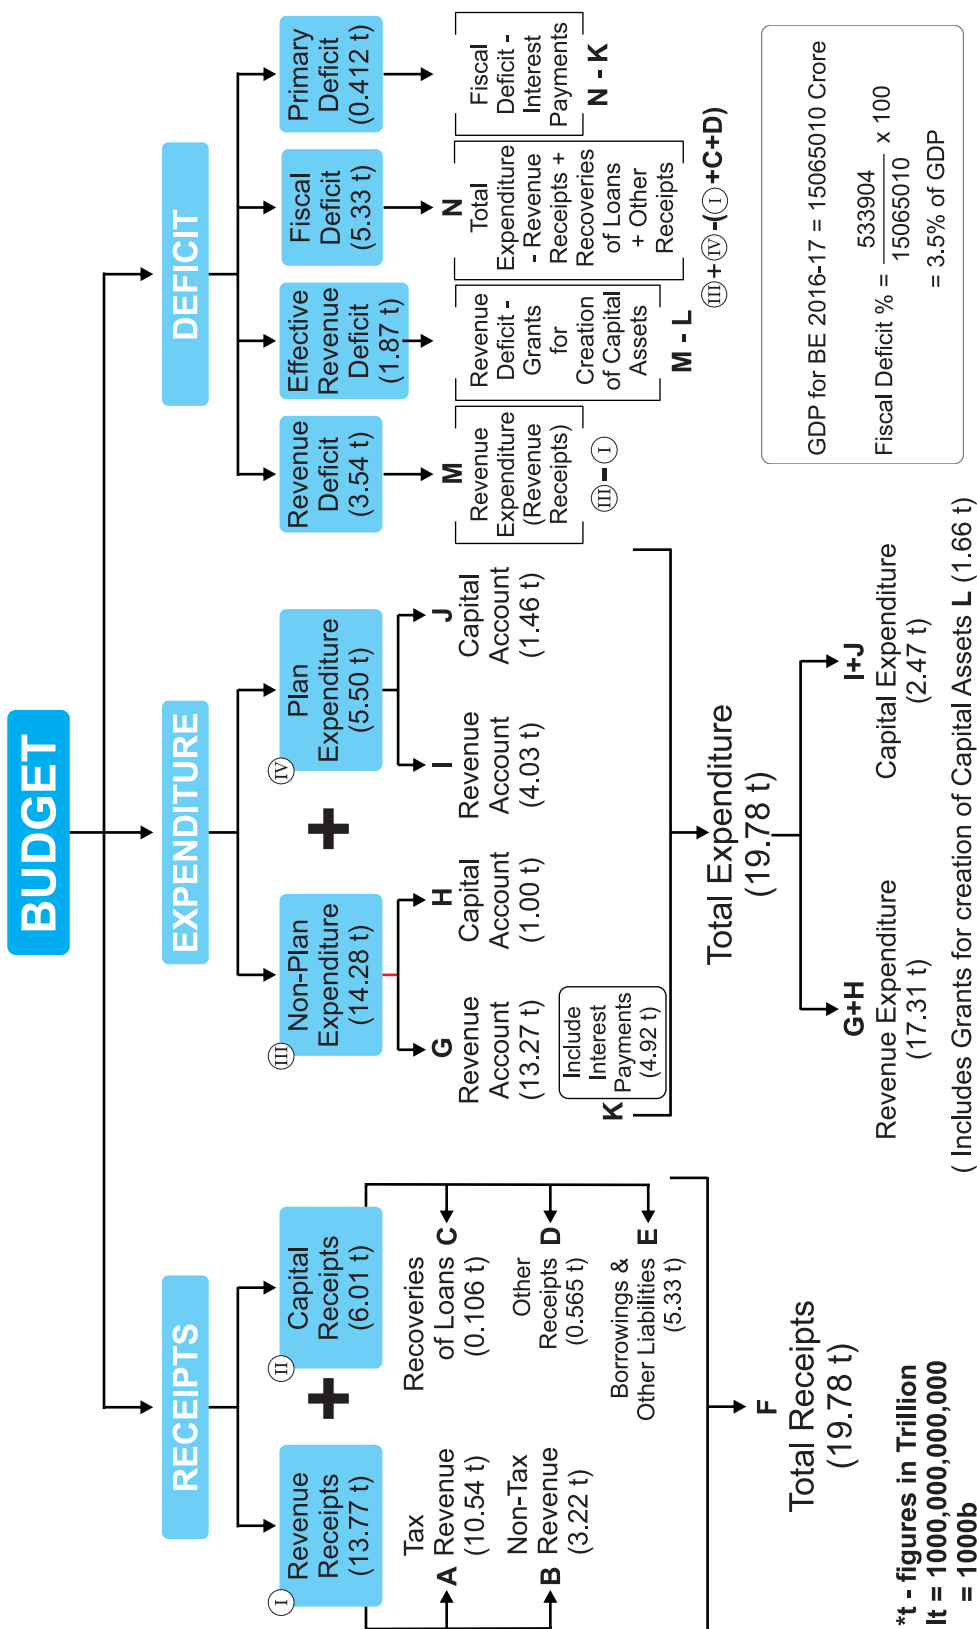 BUDGET
RECEIPTS
EXPENDITURE
DEFICIT
I
Revenue
Receipts
(13.77 t)
II
Capital
Receipts
(6.01 t)
Tax
A Revenue
(10.54 t)
Non-Tax
B Revenue
(3.22 t)
Recoveries
of Loans C
(0.106 t)
Other
Receipts D
(0.565 t)
Borrowings &
Other Liabilities E
(5.33 t)
F
Total Receipts
(19.78 t)
*t - figures in Trillion
It = 1000,000,000,000
= 1000b
III
Non-Plan
Expenditure
(14.28 t)
IV
Plan
Expenditure
(5.50 t)
G
Revenue
Account
(13.27 t)
H
Capital
Account
(1.00 t)
I
Revenue
Account
(4.03 t)
J
Capital
Account
(1.46 t)
K
Include
Interest
Payments
(4.92 t)
Total Expenditure
(19.78 t)
G+H
Revenue Expenditure
(17.31 t)
I+J
Capital Expenditure
(2.47 t)
( Includes Grants for creation of Capital Assets L (1.66 t)
Revenue
Deficit
(3.54 t)
Effective
Revenue
Deficit
(1.87 t)
Fiscal
Deficit
(5.33 t)
Primary
Deficit
(0.412 t)
M
Revenue
Expenditure
(Revenue
Receipts)
III - I
Revenue
Deficit -
Grants
for
Creation
of Capital
Assets
M - L
N
Total
Expenditure
- Revenue
Receipts +
Recoveries
of Loans
+ Other
Receipts
III+IV-(I+C+D)
Fiscal
Deficit -
Interest
Payments
N - K
GDP for BE 2016-17 = 15065010 Crore
Fiscal Deficit % = 533904 / 15065010 x 100
= 3.5% of GDP